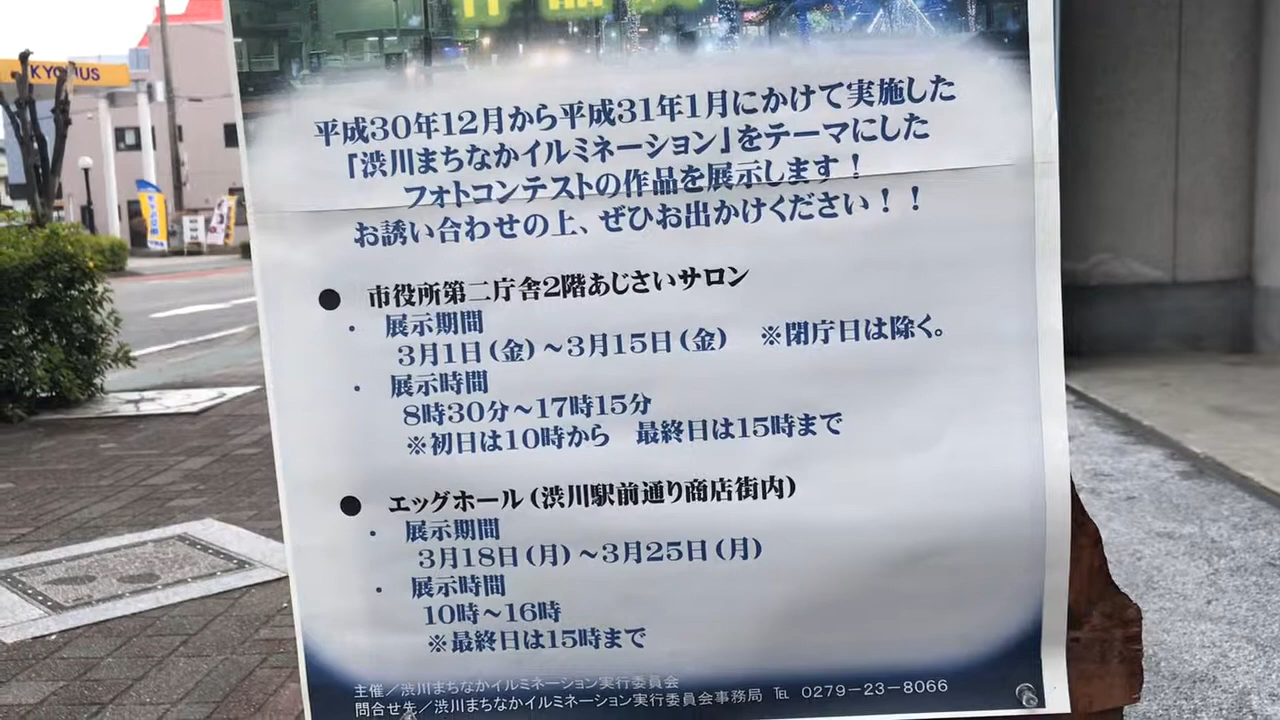 KYGNUS
平成30年12月から平成31年1月にかけて実施した
「渋川まちなかイルミネーション」をテーマにした
フォトコンテストの作品を展示します！
お誘い合わせの上、ぜひお出かけください！！
● 市役所第二庁舎2階あじさいサロン
・ 展示期間
3月1日(金)～3月15日(金) ※閉庁日は除く。
・ 展示時間
8時30分～17時15分
※初日は10時から 最終日は15時まで
● エッグホール(渋川駅前通り商店街内)
・ 展示期間
3月18日(月)～3月25日(月)
・ 展示時間
10時～16時
※最終日は15時まで
主催／渋川まちなかイルミネーション実行委員会
問合せ先／渋川まちなかイルミネーション実行委員会事務局 ℡ 0279－23－8066